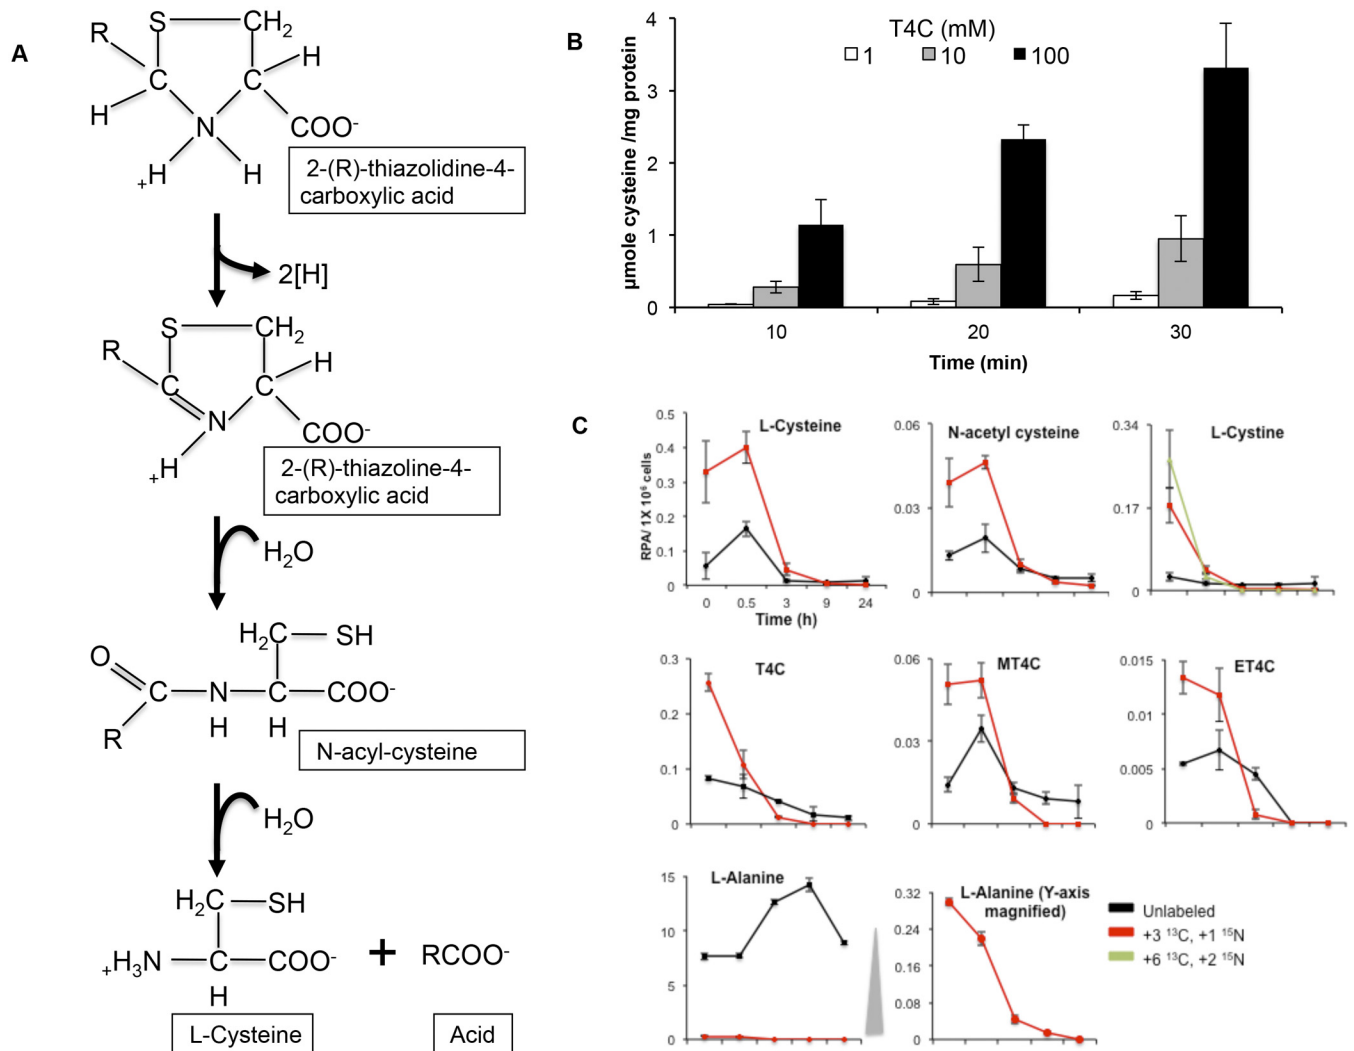 A
S
CH2
R
H
C
C
H
N
COO-
+H
H
2-(R)-thiazolidine-4-
carboxylic acid
2[H]
S
CH2
R
H
C
C
N
COO-
+H
2-(R)-thiazoline-4-
carboxylic acid
H2O
H2C
SH
O
C
N
C
COO-
R
H
H
N-acyl-cysteine
H2O
H2C
SH
+H3N
C
COO-
+
RCOO-
H
L-Cysteine
Acid
B
T4C (mM)
1
10
100
µmole cysteine /mg protein
4
3
2
1
0
10
20
30
Time (min)
C
L-Cysteine
RPA/ 1X 10⁶ cells
0.5
0.4
0.3
0.2
0.1
0
0
0.5
3
9
24
Time (h)
N-acetyl cysteine
0.06
0.03
0
L-Cystine
0.34
0.17
0
T4C
0.3
0.2
0.1
0
MT4C
0.06
0.03
0
ET4C
0.015
0.01
0.005
0
L-Alanine
15
10
5
0
L-Alanine (Y-axis
magnified)
0.32
0.24
0.16
0.08
0
Unlabeled
+3 ¹³C, +1 ¹⁵N
+6 ¹³C, +2 ¹⁵N